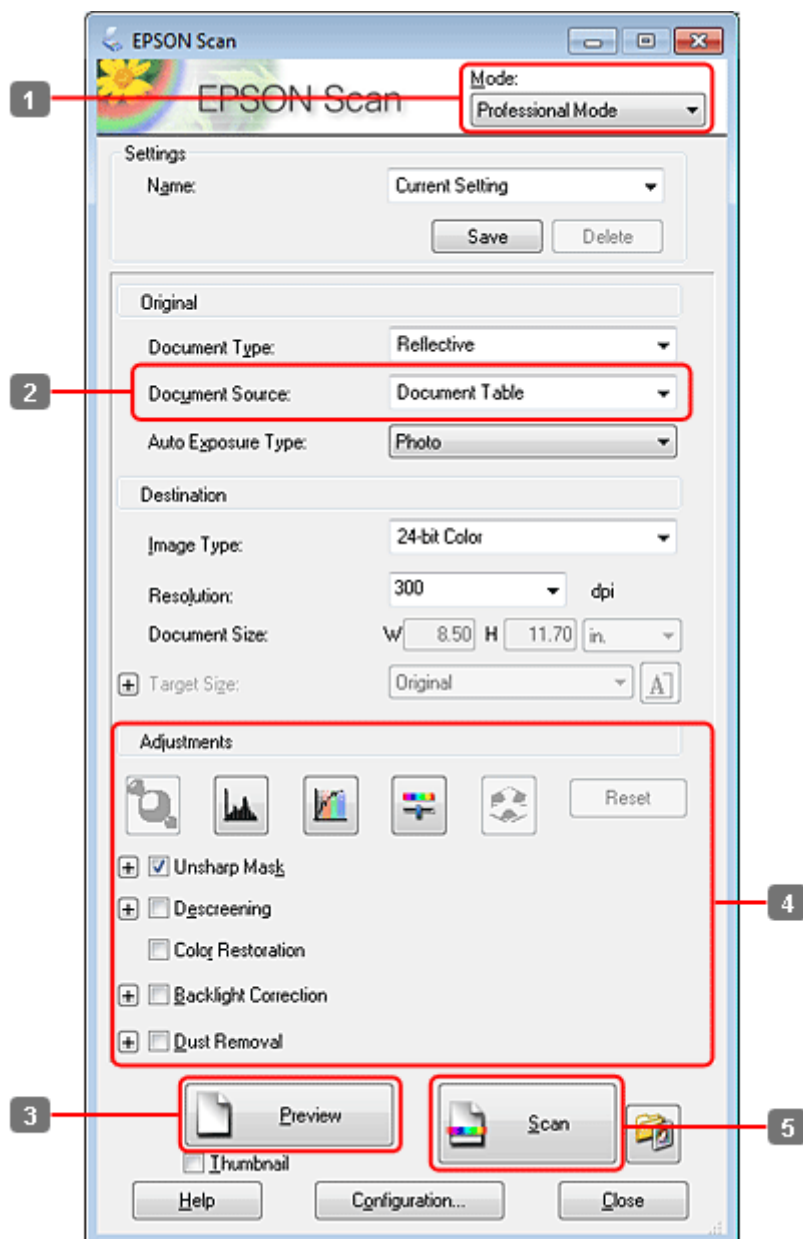 EPSON Scan
EPSON Scan
Mode:
1
Professional Mode
Settings
Name: Current Setting
Save Delete
Original
Document Type: Reflective
2 Document Source: Document Table
Auto Exposure Type: Photo
Destination
Image Type: 24-bit Color
Resolution: 300 dpi
Document Size: W 8.50 H 11.70 in.
Target Size: Original A
Adjustments
Reset
Unsharp Mask
4
Descreening
Color Restoration
Backlight Correction
Dust Removal
3 Preview Scan 5
Thumbnail
Help Configuration... Close